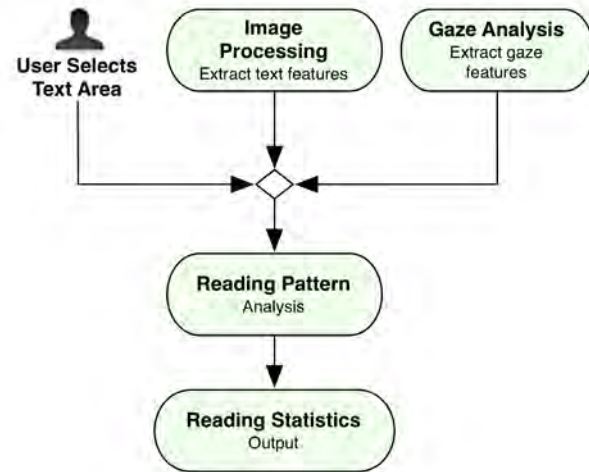 User Selects
Text Area
Image
Processing
Extract text features
Gaze Analysis
Extract gaze
features
Reading Pattern
Analysis
Reading Statistics
Output